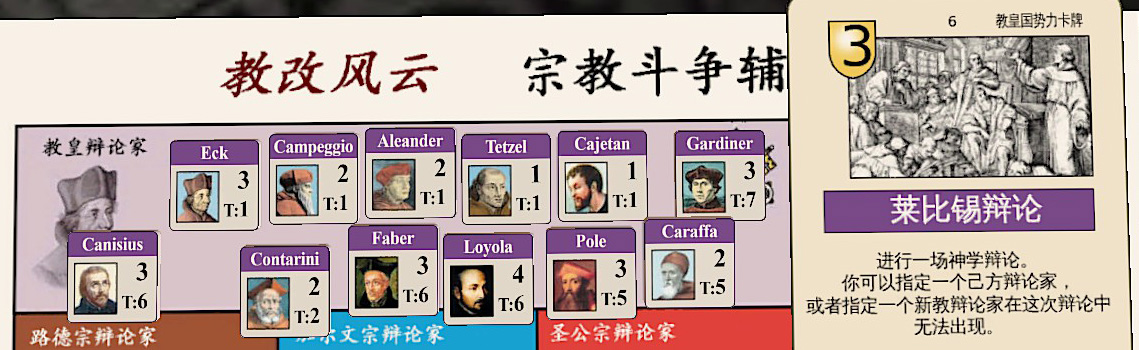 教改风云 宗教斗争辅
教皇辩论家
Eck
3
T:1
Campeggio
2
T:1
Aleander
2
T:1
Tetzel
1
T:1
Cajetan
1
T:1
Gardiner
3
T:7
Canisius
3
T:6
Contarini
2
T:2
Faber
3
T:6
Loyola
4
T:6
Pole
3
T:5
Caraffa
2
T:5
路德宗辩论家
文宗辩论家
圣公宗辩论家
3
6 教皇国势力卡牌
莱比锡辩论
进行一场神学辩论。
你可以指定一个己方辩论家，
或者指定一个新教辩论家在这次辩论中
无法出现。